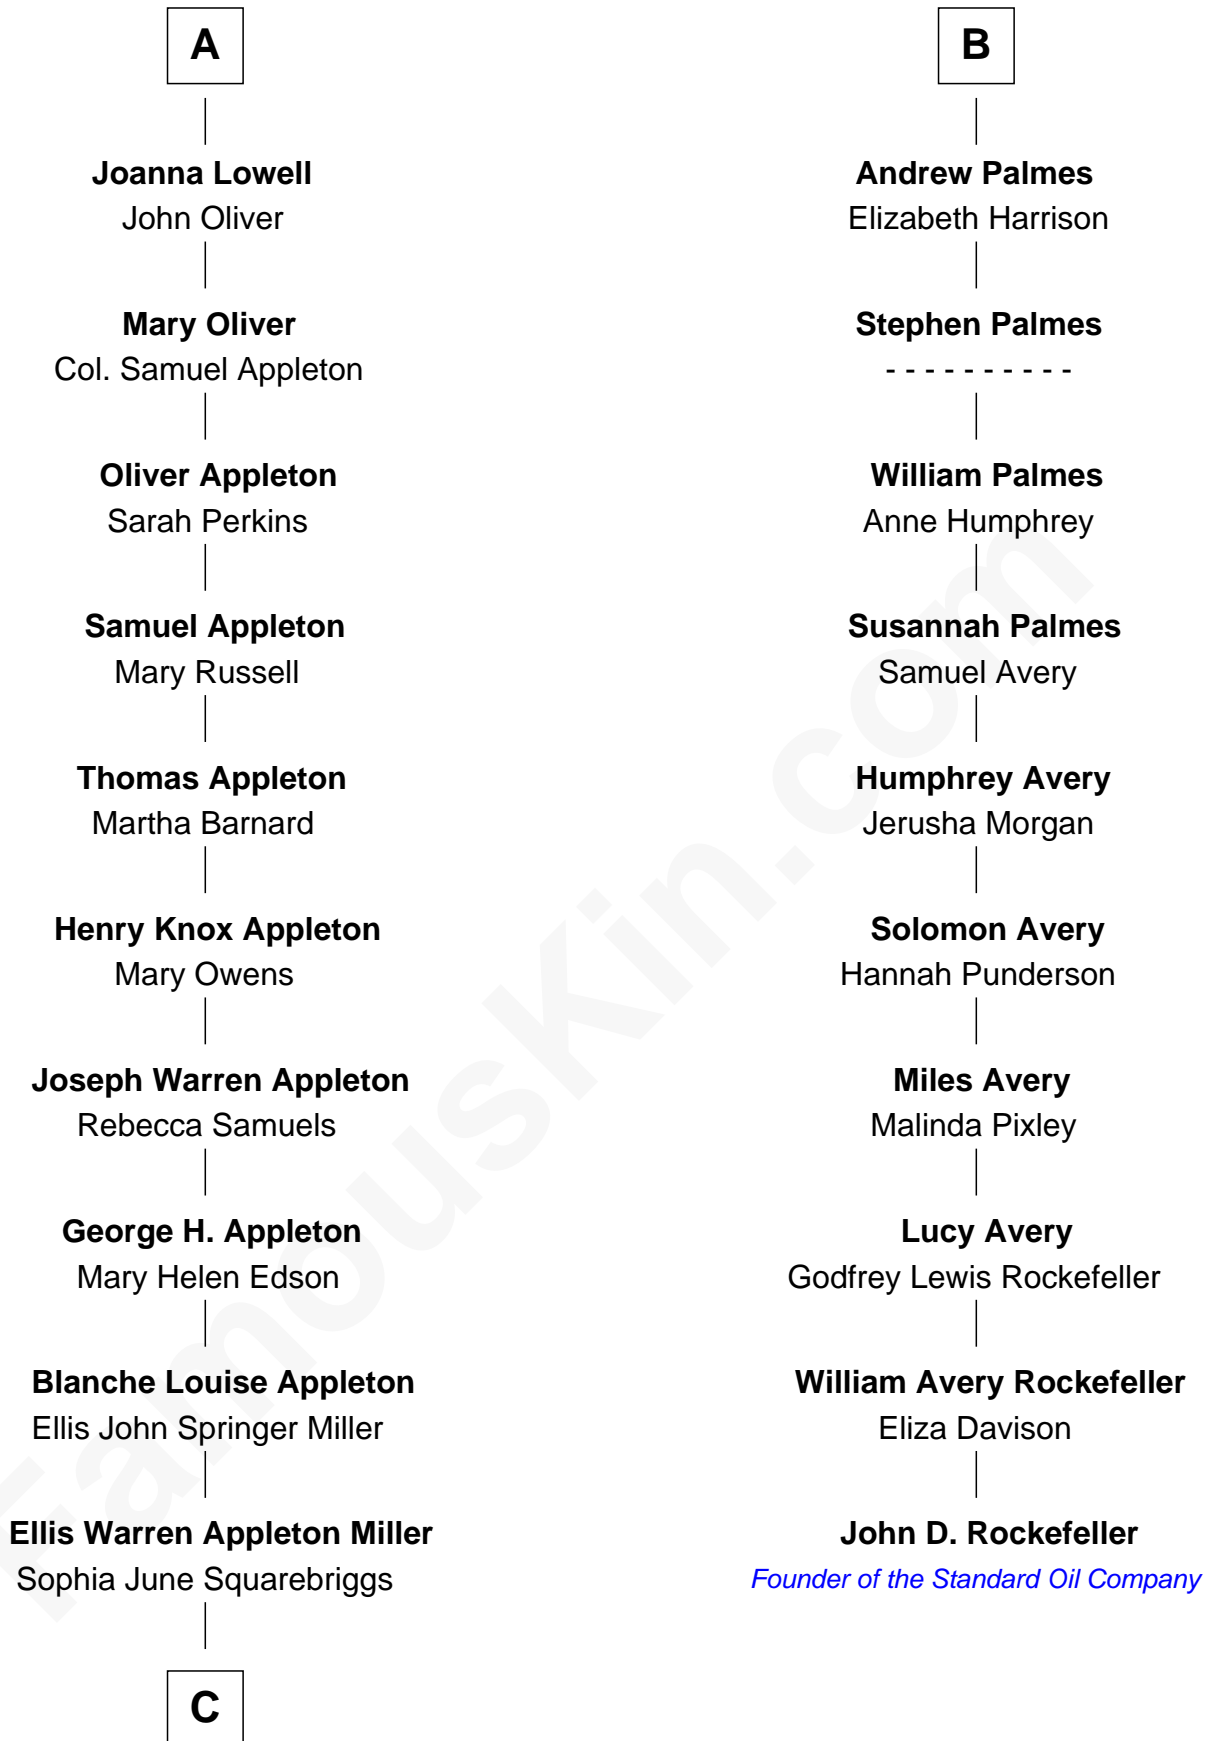 A
Joanna Lowell
John Oliver
Mary Oliver
Col. Samuel Appleton
Oliver Appleton
Sarah Perkins
Samuel Appleton
Mary Russell
Thomas Appleton
Martha Barnard
Henry Knox Appleton
Mary Owens
Joseph Warren Appleton
Rebecca Samuels
George H. Appleton
Mary Helen Edson
Blanche Louise Appleton
Ellis John Springer Miller
Ellis Warren Appleton Miller
Sophia June Squarebriggs
C
B
Andrew Palmes
Elizabeth Harrison
Stephen Palmes
- - - - - - - - - -
William Palmes
Anne Humphrey
Susannah Palmes
Samuel Avery
Humphrey Avery
Jerusha Morgan
Solomon Avery
Hannah Punderson
Miles Avery
Malinda Pixley
Lucy Avery
Godfrey Lewis Rockefeller
William Avery Rockefeller
Eliza Davison
John D. Rockefeller
Founder of the Standard Oil Company
FamousKin.com